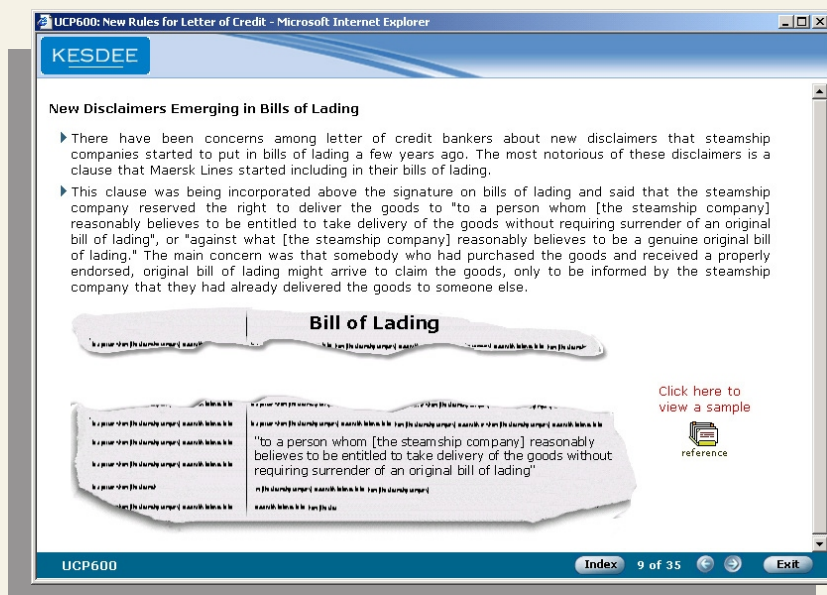 UCP600: New Rules for Letter of Credit - Microsoft Internet Explorer
KESDEE
New Disclaimers Emerging in Bills of Lading
There have been concerns among letter of credit bankers about new disclaimers that steamship
companies started to put in bills of lading a few years ago. The most notorious of these disclaimers is a
clause that Maersk Lines started including in their bills of lading.
This clause was being incorporated above the signature on bills of lading and said that the steamship
company reserved the right to deliver the goods to "to a person whom [the steamship company]
reasonably believes to be entitled to take delivery of the goods without requiring surrender of an original
bill of lading", or "against what [the steamship company] reasonably believes to be a genuine original bill
of lading." The main concern was that somebody who had purchased the goods and received a properly
endorsed, original bill of lading might arrive to claim the goods, only to be informed by the steamship
company that they had already delivered the goods to someone else.
Bill of Lading
"to a person whom [the steamship company] reasonably
believes to be entitled to take delivery of the goods without
requiring surrender of an original bill of lading"
Click here to
view a sample
reference
UCP600
Index
9 of 35
Exit